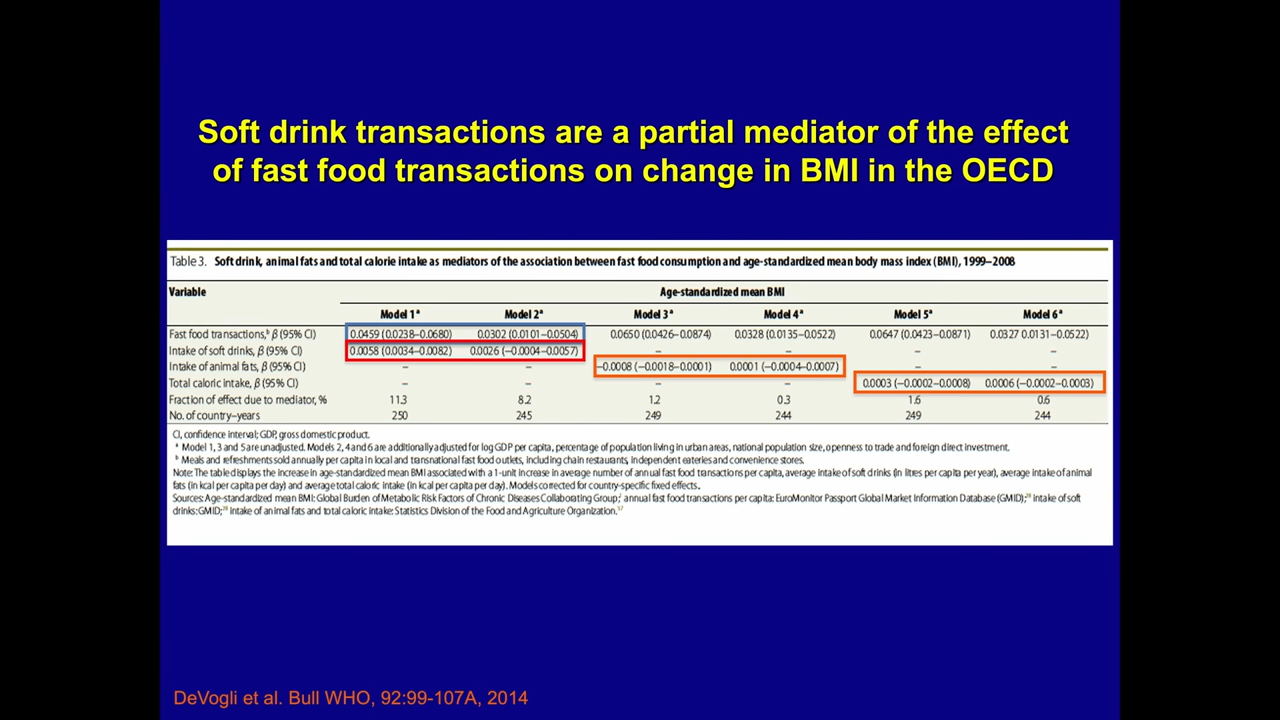 Soft drink transactions are a partial mediator of the effect
of fast food transactions on change in BMI in the OECD
Table 3. Soft drink, animal fats and total calorie intake as mediators of the association between fast food consumption and age-standardized mean body mass index (BMI), 1999–2008
Variable Age-standardized mean BMI
Model 1ᵃ Model 2ᵃ Model 3ᵃ Model 4ᵃ Model 5ᵃ Model 6ᵃ
Fast food transactions,ᵇ β (95% CI) 0.0459 (0.0238–0.0680) 0.0302 (0.0101–0.0504) 0.0650 (0.0426–0.0874) 0.0328 (0.0135–0.0522) 0.0647 (0.0423–0.0871) 0.0327 0.0131–0.0522)
Intake of soft drinks, β (95% CI) 0.0058 (0.0034–0.0082) 0.0026 (−0.0004–0.0057) – – – –
Intake of animal fats, β (95% CI) – – −0.0008 (−0.0018–0.0001) 0.0001 (−0.0004–0.0007) – –
Total caloric intake, β (95% CI) – – – – 0.0003 (−0.0002–0.0008) 0.0006 (−0.0002–0.0003)
Fraction of effect due to mediator, % 11.3 8.2 1.2 0.3 1.6 0.6
No. of country–years 250 245 249 244 249 244
CI, confidence interval; GDP, gross domestic product.
ᵃ Model 1, 3 and 5 are unadjusted. Models 2, 4 and 6 are additionally adjusted for log GDP per capita, percentage of population living in urban areas, national population size, openness to trade and foreign direct investment.
ᵇ Meals and refreshments sold annually per capita in local and transnational fast food outlets, including chain restaurants, independent eateries and convenience stores.
Note: The table displays the increase in age-standardized mean BMI associated with a 1-unit increase in average number of annual fast food transactions per capita, average intake of soft drinks (in litres per capita per year), average intake of animal
fats (in kcal per capita per day) and average total caloric intake (in kcal per capita per day). Models corrected for country-specific fixed effects.
Sources: Age-standardized mean BMI: Global Burden of Metabolic Risk Factors of Chronic Diseases Collaborating Group; annual fast food transactions per capita: EuroMonitor Passport Global Market Information Database (GMID); intake of soft
drinks: GMID; intake of animal fats and total caloric intake: Statistics Division of the Food and Agriculture Organization.
DeVogli et al. Bull WHO, 92:99-107A, 2014